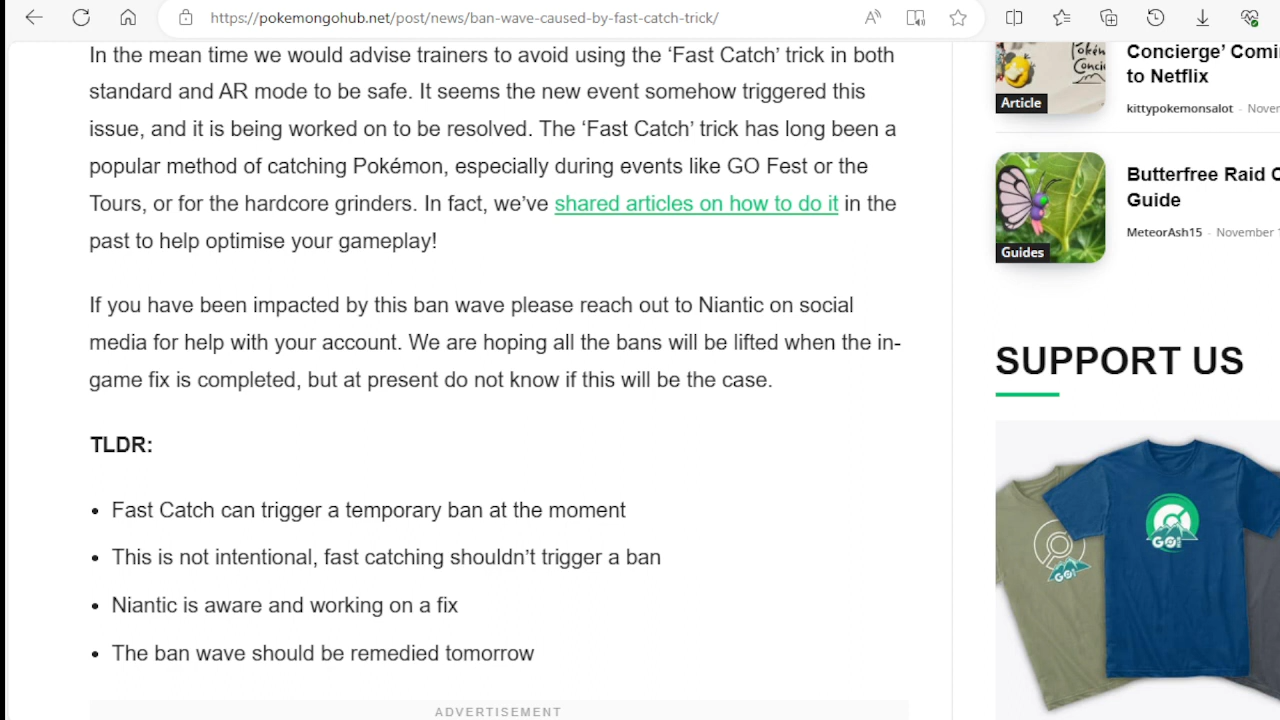 https://pokemongohub.net/post/news/ban-wave-caused-by-fast-catch-trick/
In the mean time we would advise trainers to avoid using the ‘Fast Catch’ trick in both
standard and AR mode to be safe. It seems the new event somehow triggered this
issue, and it is being worked on to be resolved. The ‘Fast Catch’ trick has long been a
popular method of catching Pokémon, especially during events like GO Fest or the
Tours, or for the hardcore grinders. In fact, we’ve shared articles on how to do it in the
past to help optimise your gameplay!
If you have been impacted by this ban wave please reach out to Niantic on social
media for help with your account. We are hoping all the bans will be lifted when the in-
game fix is completed, but at present do not know if this will be the case.
TLDR:
• Fast Catch can trigger a temporary ban at the moment
• This is not intentional, fast catching shouldn’t trigger a ban
• Niantic is aware and working on a fix
• The ban wave should be remedied tomorrow
ADVERTISEMENT
Article
Concierge’ Comi
to Netflix
kittypokemonsalot - Nover
Guides
Butterfree Raid
Guide
MeteorAsh15 - November
SUPPORT US
GO
GO